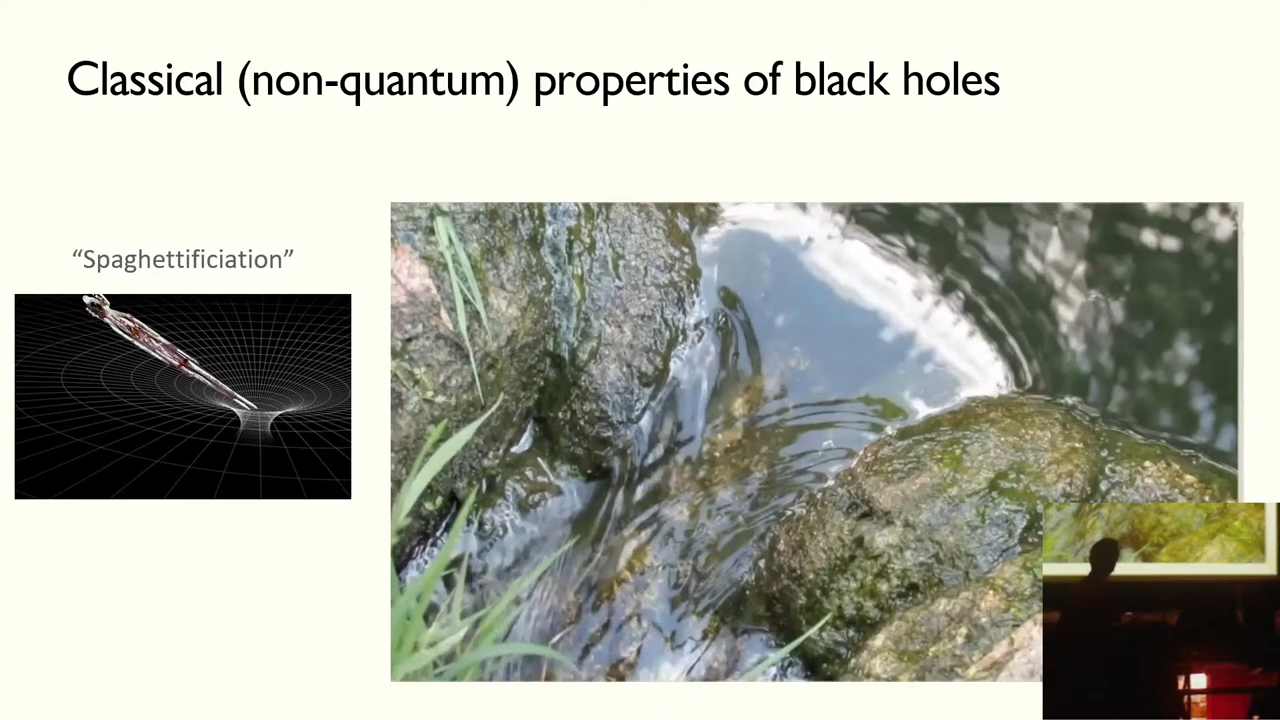 Classical (non-quantum) properties of black holes
“Spaghettificiation”